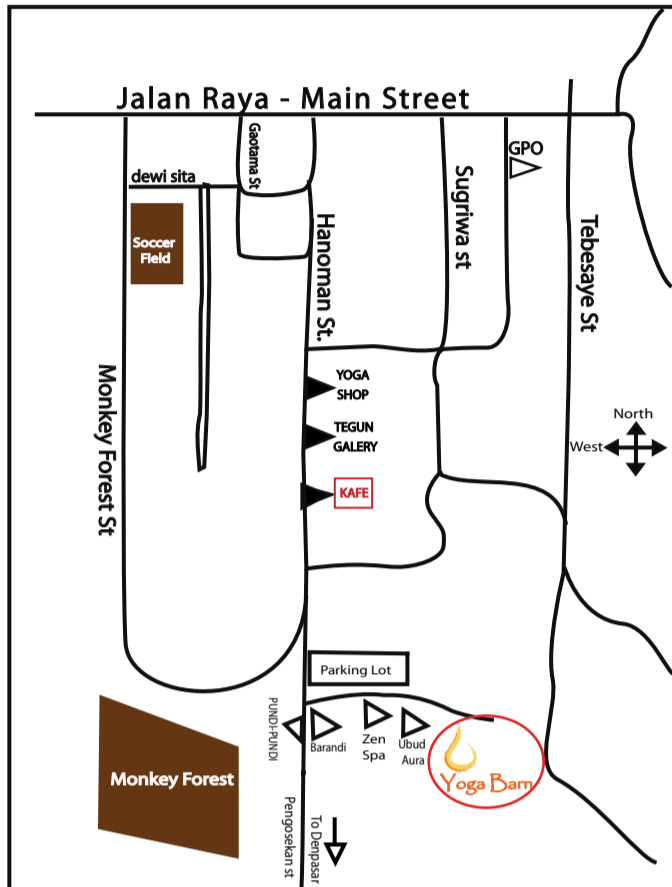 Jalan Raya - Main Street
Gaotama St
GPO
dewi sita
Sugriwa st
Soccer
Field
Hanoman St.
Tebesaye St
Monkey Forest St
YOGA
SHOP
TEGUN
GALERY
KAFE
North
West
Parking Lot
PUNDI-PUNDI
Barandi
Zen
Spa
Ubud
Aura
Yoga Barn
Monkey Forest
Pengosekan st
To Denpasar